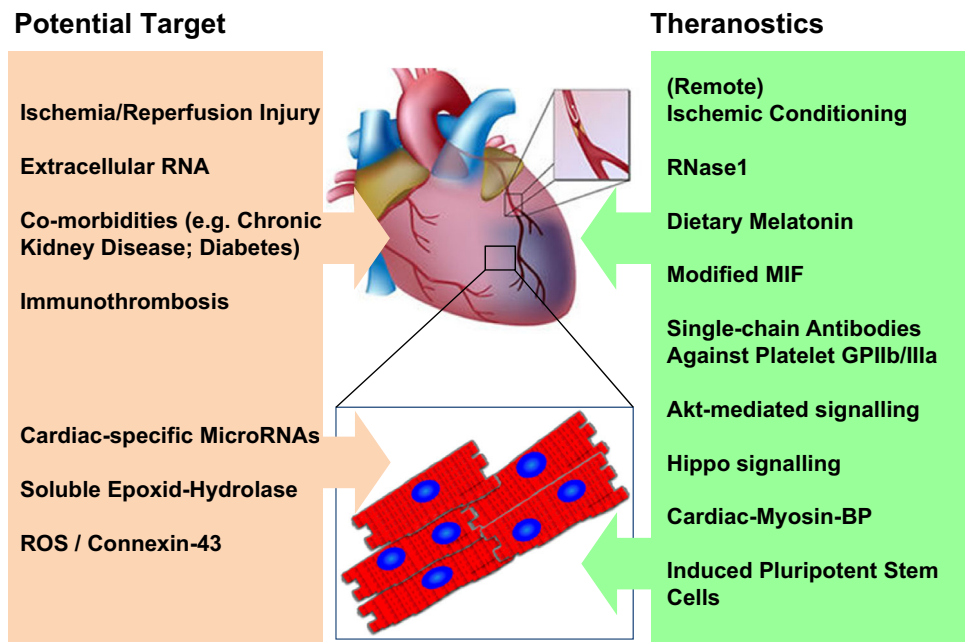 Potential Target
Ischemia/Reperfusion Injury
Extracellular RNA
Co-morbidities (e.g. Chronic
Kidney Disease; Diabetes)
Immunothrombosis
Cardiac-specific MicroRNAs
Soluble Epoxid-Hydrolase
ROS / Connexin-43
Theranostics
(Remote)
Ischemic Conditioning
RNase1
Dietary Melatonin
Modified MIF
Single-chain Antibodies
Against Platelet GPIIb/IIIa
Akt-mediated signalling
Hippo signalling
Cardiac-Myosin-BP
Induced Pluripotent Stem
Cells